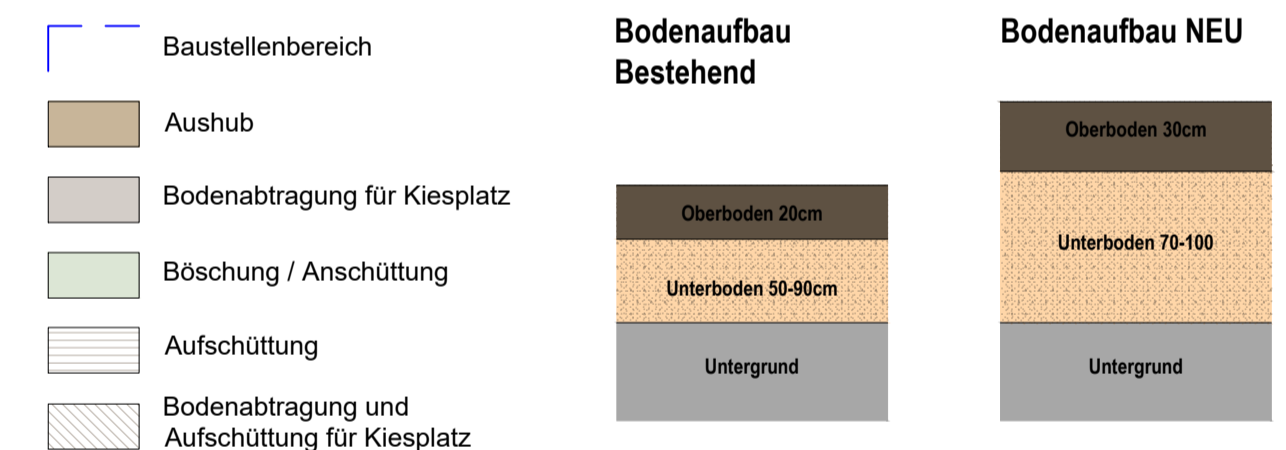 Baustellenbereich
Aushub
Bodenabtragung für Kiesplatz
Böschung / Anschüttung
Aufschüttung
Bodenabtragung und
Aufschüttung für Kiesplatz
Bodenaufbau
Bestehend
Oberboden 20cm
Unterboden 50-90cm
Untergrund
Bodenaufbau NEU
Oberboden 30cm
Unterboden 70-100
Untergrund